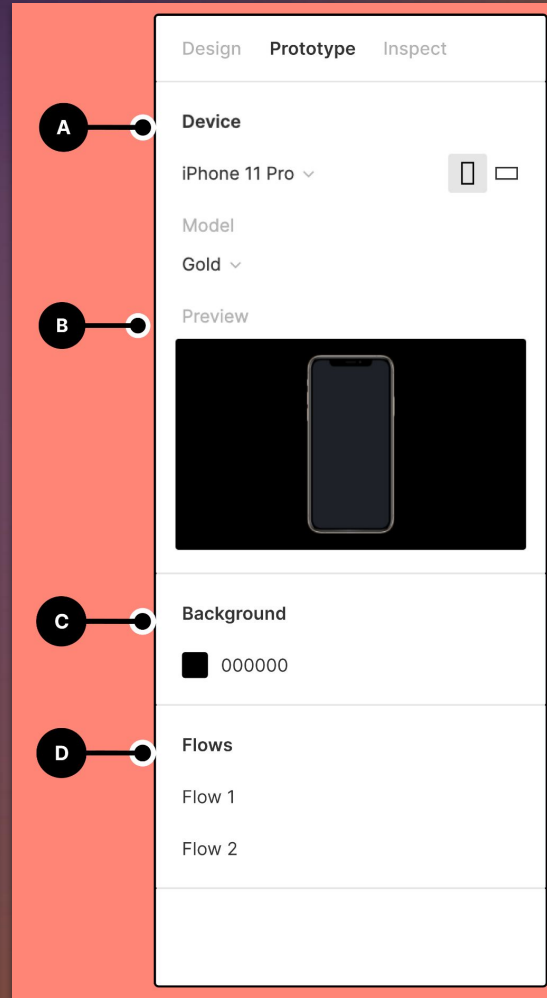 Design Prototype Inspect
A
Device
iPhone 11 Pro
Model
Gold
B
Preview
C
Background
000000
D
Flows
Flow 1
Flow 2